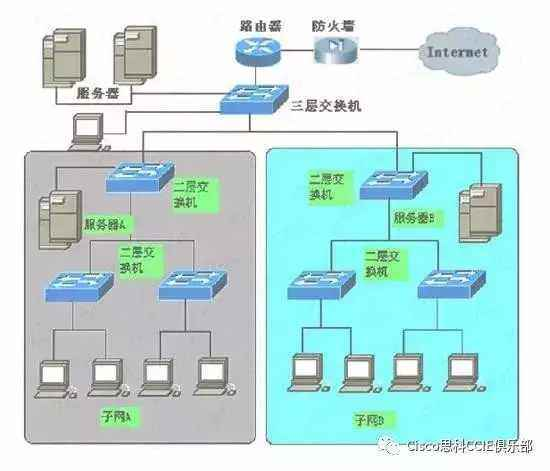 路由器
防火墙
Internet
服务器
三层交换机
二层交
换机
服务器A
二层交
换机
子网A
二层交
换机
服务器B
二层交
换机
子网B
Cisco思科CCIE俱乐部